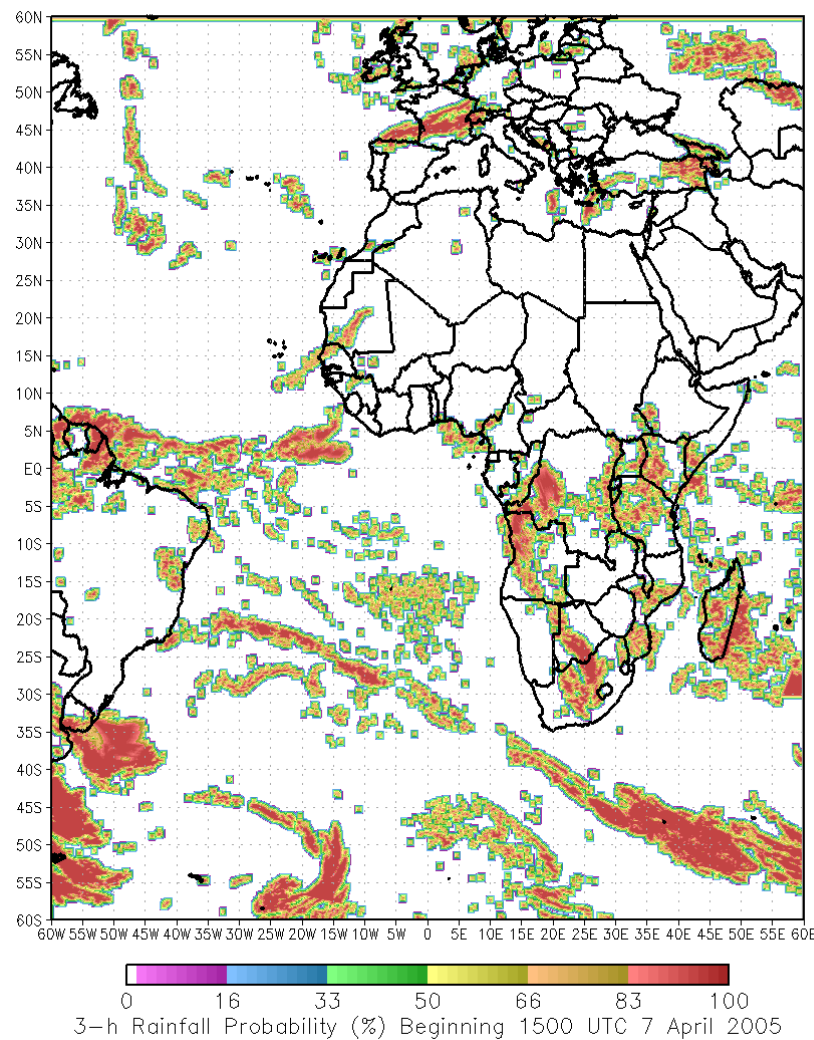 60N
55N
50N
45N
40N
35N
30N
25N
20N
15N
10N
5N
EQ
5S
10S
15S
20S
25S
30S
35S
40S
45S
50S
55S
60S
60W 55W 50W 45W 40W 35W 30W 25W 20W 15W 10W 5W 0 5E 10E 15E 20E 25E 30E 35E 40E 45E 50E 55E 60E
0 16 33 50 66 83 100
3-h Rainfall Probability (%) Beginning 1500 UTC 7 April 2005